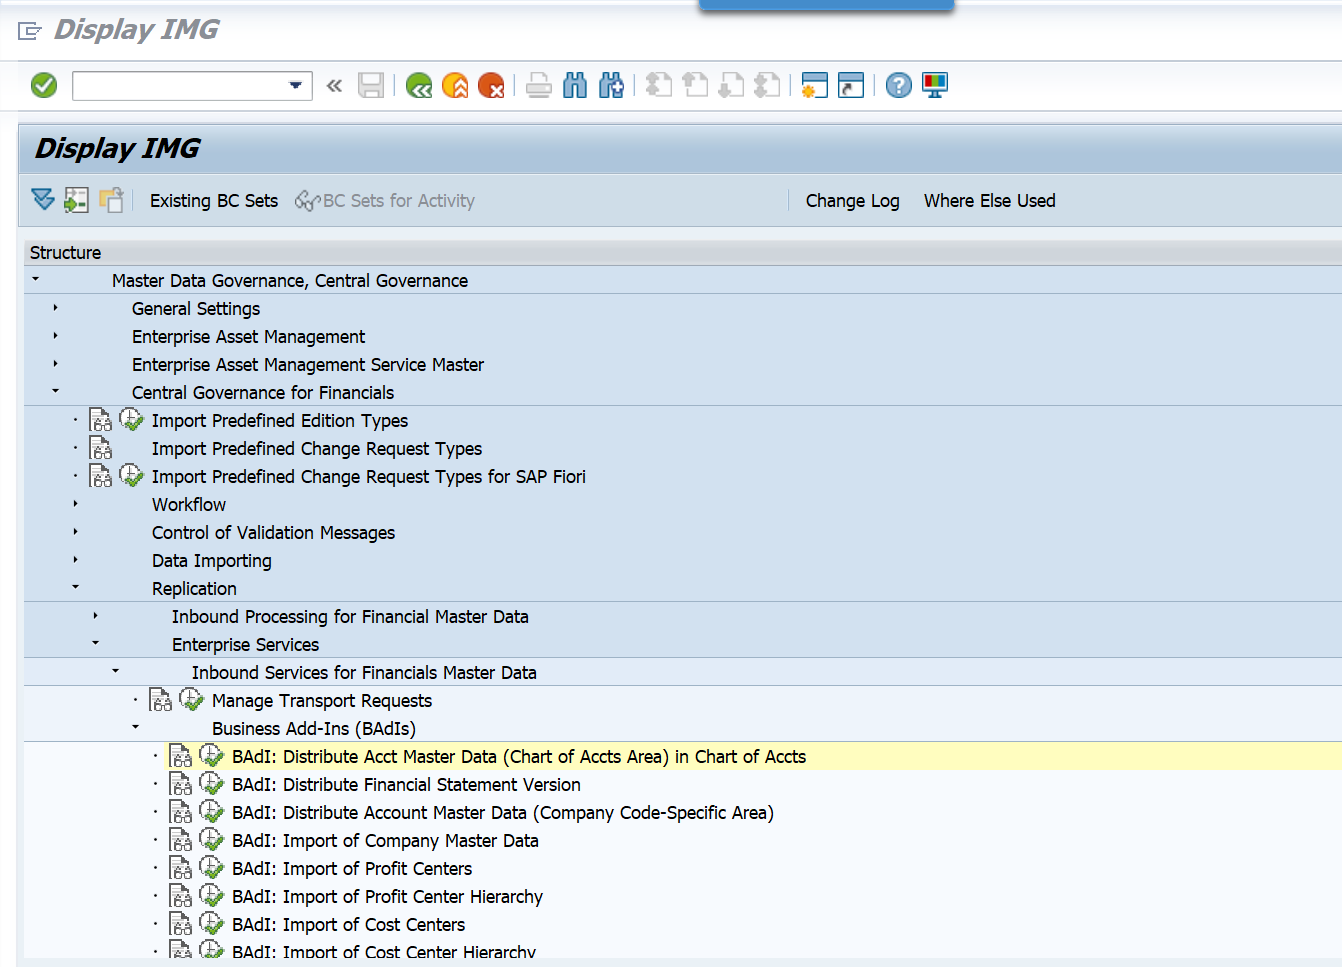 Display IMG
Display IMG
Existing BC Sets BC Sets for Activity Change Log Where Else Used
Structure
Master Data Governance, Central Governance
General Settings
Enterprise Asset Management
Enterprise Asset Management Service Master
Central Governance for Financials
Import Predefined Edition Types
Import Predefined Change Request Types
Import Predefined Change Request Types for SAP Fiori
Workflow
Control of Validation Messages
Data Importing
Replication
Inbound Processing for Financial Master Data
Enterprise Services
Inbound Services for Financials Master Data
Manage Transport Requests
Business Add-Ins (BAdIs)
BAdI: Distribute Acct Master Data (Chart of Accts Area) in Chart of Accts
BAdI: Distribute Financial Statement Version
BAdI: Distribute Account Master Data (Company Code-Specific Area)
BAdI: Import of Company Master Data
BAdI: Import of Profit Centers
BAdI: Import of Profit Center Hierarchy
BAdI: Import of Cost Centers
BAdI: Import of Cost Center Hierarchy